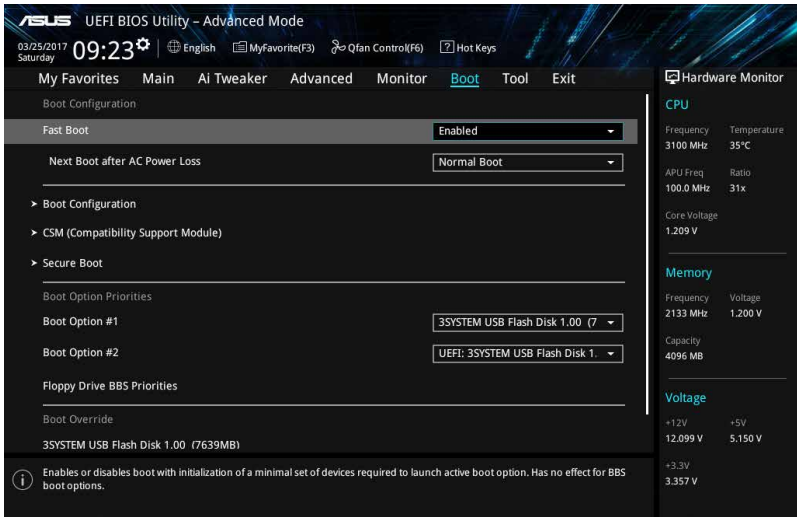 ASUS UEFI BIOS Utility – Advanced Mode
03/25/2017
Saturday
09:23
English
MyFavorite(F3)
Qfan Control(F6)
? Hot Keys
My Favorites Main Ai Tweaker Advanced Monitor Boot Tool Exit
Boot Configuration
Fast Boot Enabled
Next Boot after AC Power Loss Normal Boot
> Boot Configuration
> CSM (Compatibility Support Module)
> Secure Boot
Boot Option Priorities
Boot Option #1 3SYSTEM USB Flash Disk 1.00 (7
Boot Option #2 UEFI: 3SYSTEM USB Flash Disk 1.
Floppy Drive BBS Priorities
Boot Override
3SYSTEM USB Flash Disk 1.00 (7639MB)
Enables or disables boot with initialization of a minimal set of devices required to launch active boot option. Has no effect for BBS
boot options.
Hardware Monitor
CPU
Frequency Temperature
3100 MHz 35°C
APU Freq Ratio
100.0 MHz 31x
Core Voltage
1.209 V
Memory
Frequency Voltage
2133 MHz 1.200 V
Capacity
4096 MB
Voltage
+12V +5V
12.099 V 5.150 V
+3.3V
3.357 V